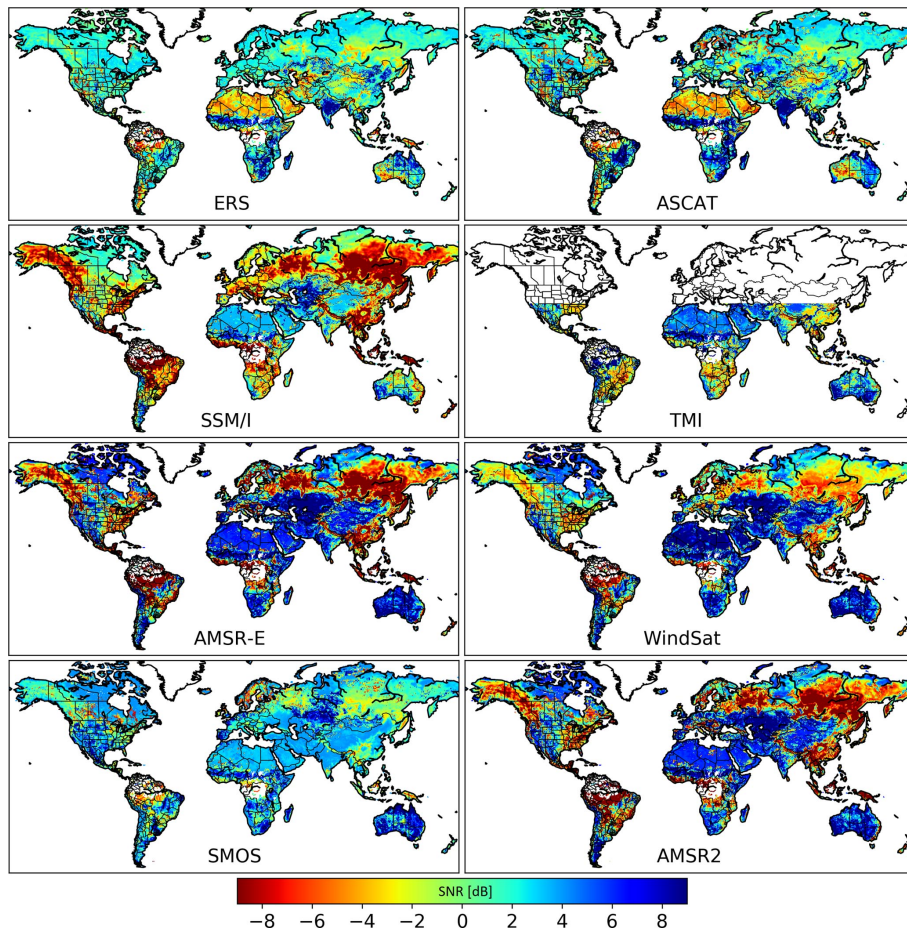 ERS
ASCAT
SSM/I
TMI
AMSR-E
WindSat
SMOS
AMSR2
SNR [dB]
−8 −6 −4 −2 0 2 4 6 8